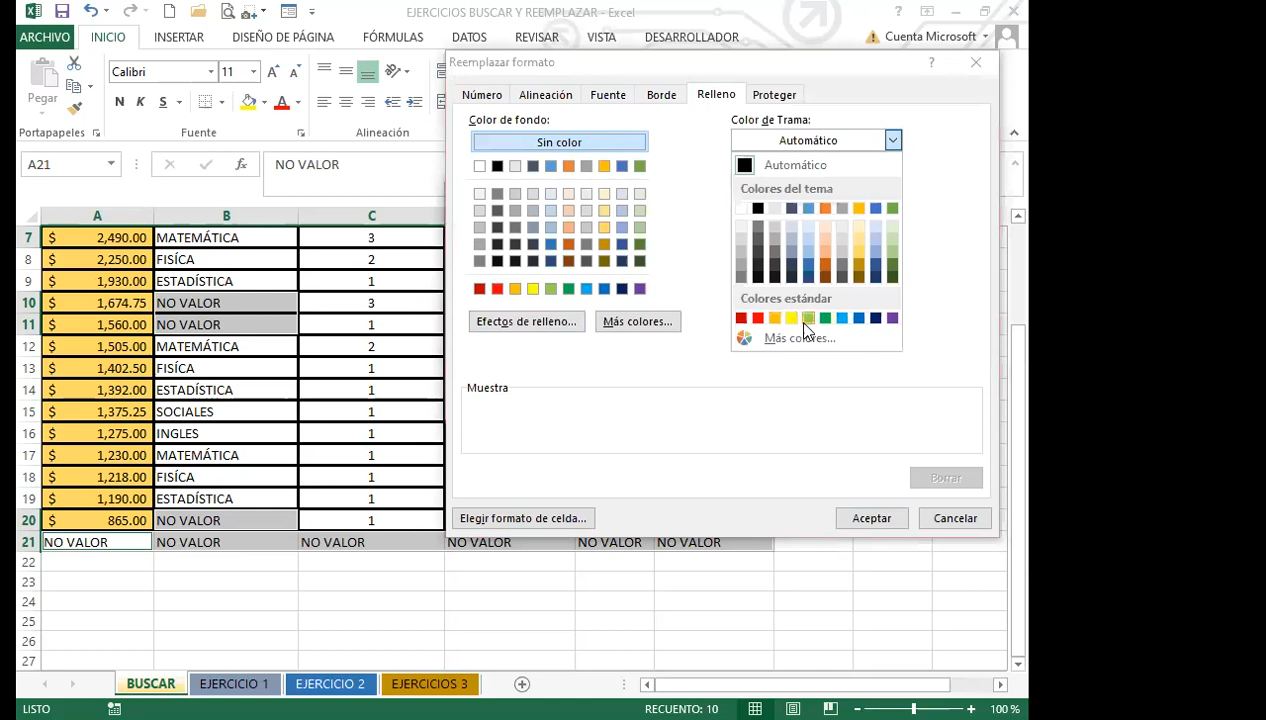 EJERCICIOS BUSCAR Y REEMPLAZAR - Excel
ARCHIVO INICIO INSERTAR DISEÑO DE PÁGINA FÓRMULAS DATOS REVISAR VISTA DESARROLLADOR Cuenta Microsoft
Calibri 11
Pegar
N K S
Portapapeles Fuente Alineación
A21 fx NO VALOR
Reemplazar formato
Número Alineación Fuente Borde Relleno Proteger
Color de fondo:
Sin color
Efectos de relleno... Más colores...
Color de Trama:
Automático
Automático
Colores del tema
Colores estándar
Más colores...
Muestra
Borrar
Elegir formato de celda... Aceptar Cancelar
A B C
7 $ 2,490.00 MATEMÁTICA 3
8 $ 2,250.00 FISÍCA 2
9 $ 1,930.00 ESTADÍSTICA 1
10 $ 1,674.75 NO VALOR 3
11 $ 1,560.00 NO VALOR 1
12 $ 1,505.00 MATEMÁTICA 2
13 $ 1,402.50 FISÍCA 1
14 $ 1,392.00 ESTADÍSTICA 1
15 $ 1,375.25 SOCIALES 1
16 $ 1,275.00 INGLES 1
17 $ 1,230.00 MATEMÁTICA 1
18 $ 1,218.00 FISÍCA 1
19 $ 1,190.00 ESTADÍSTICA 1
20 $ 865.00 NO VALOR 1
21 NO VALOR NO VALOR NO VALOR NO VALOR NO VALOR NO VALOR
22
23
24
25
26
27
BUSCAR EJERCICIO 1 EJERCICIO 2 EJERCICIOS 3
LISTO RECUENTO: 10 100 %